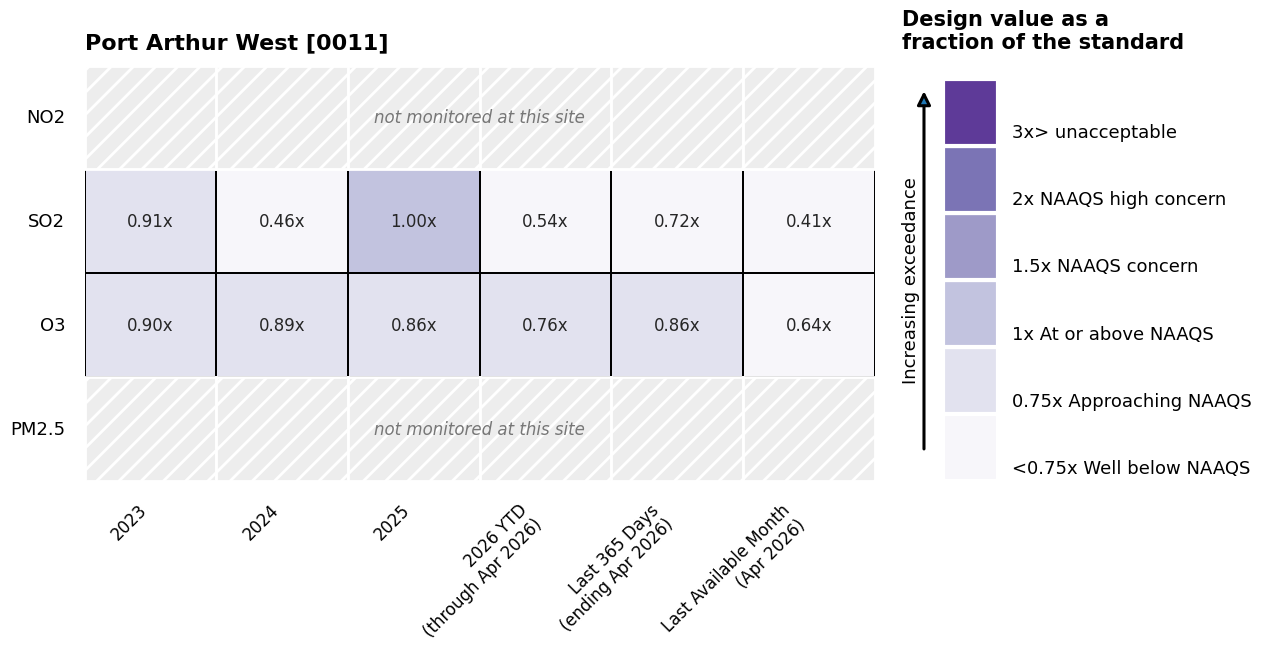 Port Arthur West [0011]
Design value as a
fraction of the standard
NO2
not monitored at this site
SO2
0.91x
0.46x
1.00x
0.54x
0.72x
0.41x
O3
0.90x
0.89x
0.86x
0.76x
0.86x
0.64x
PM2.5
not monitored at this site
2023
2024
2025
2026 YTD
(through Apr 2026)
Last 365 Days
(ending Apr 2026)
Last Available Month
(Apr 2026)
Increasing exceedance
3x> unacceptable
2x NAAQS high concern
1.5x NAAQS concern
1x At or above NAAQS
0.75x Approaching NAAQS
<0.75x Well below NAAQS